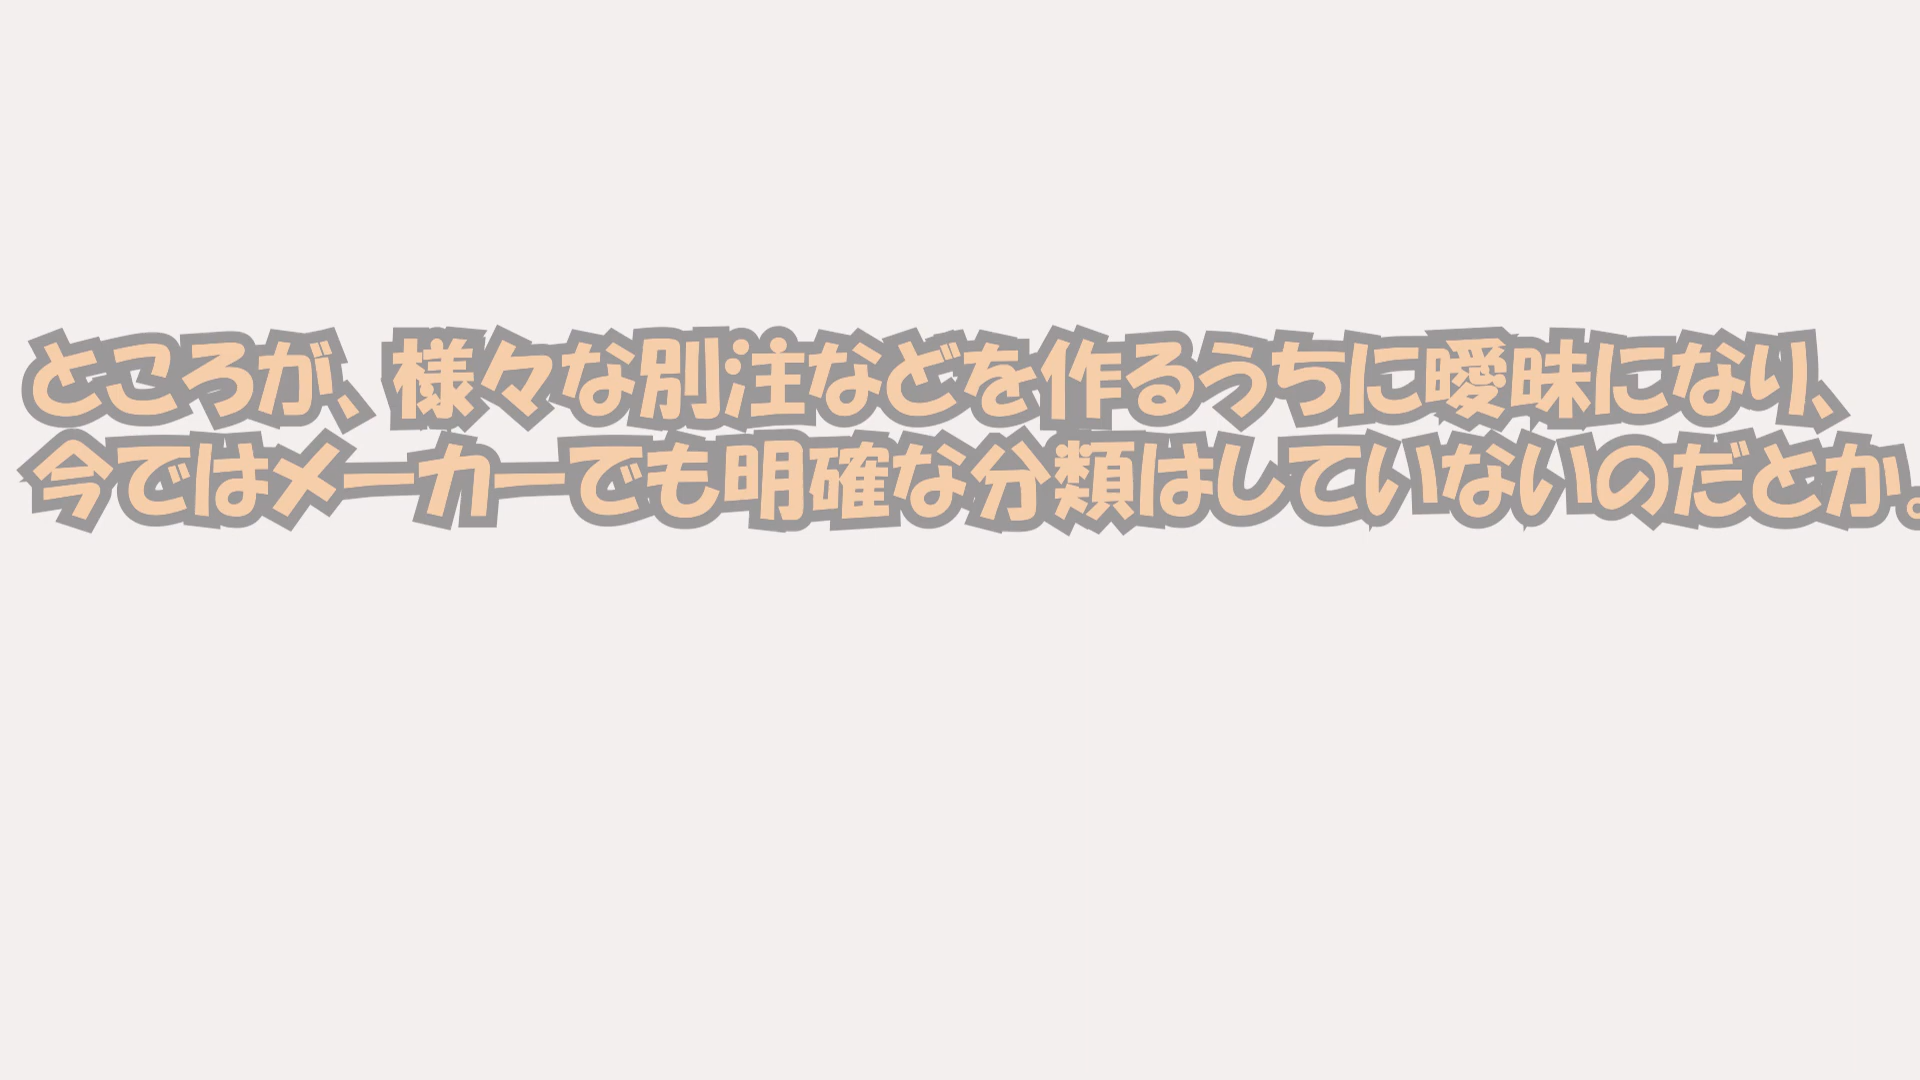 ところが、様々な別注などを作るうちに曖昧になり、
今ではメーカーでも明確な分類はしていないのだとか。